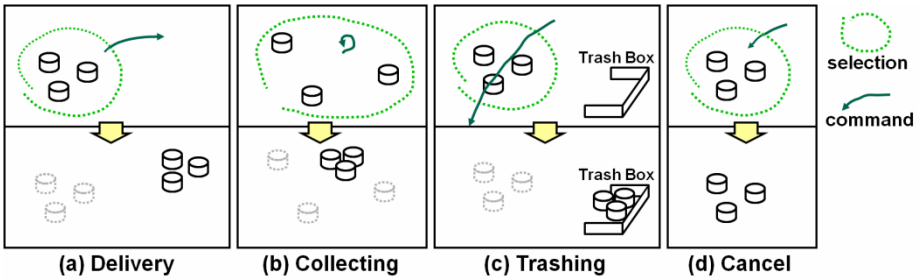 Trash Box
selection
command
Trash Box
(a) Delivery
(b) Collecting
(c) Trashing
(d) Cancel